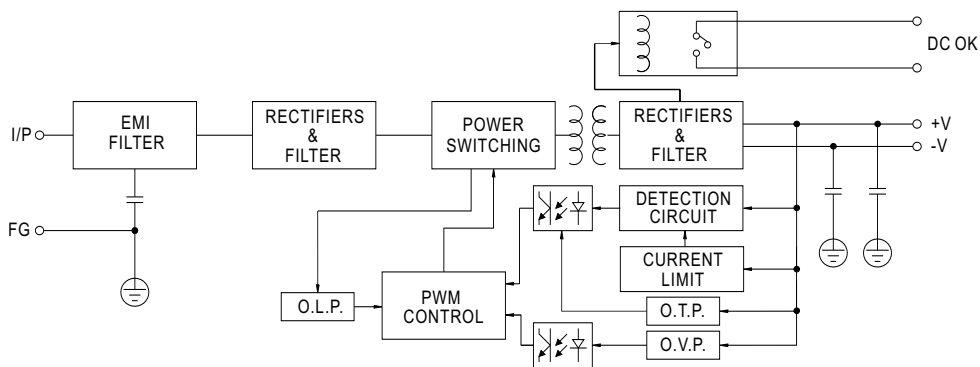 DC OK
I/P
EMI
FILTER
RECTIFIERS
&
FILTER
POWER
SWITCHING
RECTIFIERS
&
FILTER
+V
-V
FG
DETECTION
CIRCUIT
CURRENT
LIMIT
O.L.P.
PWM
CONTROL
O.T.P.
O.V.P.